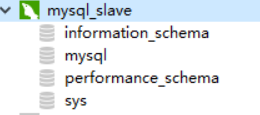 mysql_slave
information_schema
mysql
performance_schema
sys